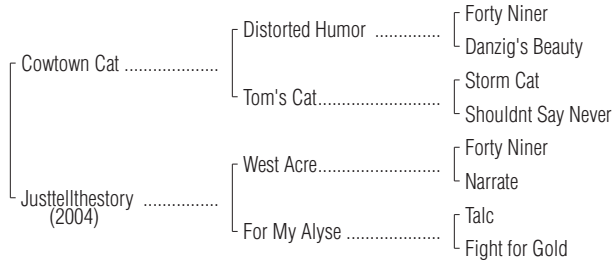 Forty Niner
Distorted Humor ..............
Danzig's Beauty
Cowtown Cat ....................
Storm Cat
Tom's Cat..........................
Shouldnt Say Never
Forty Niner
West Acre..........................
Narrate
Justtellthestory ................
(2004)
Talc
For My Alyse ....................
Fight for Gold